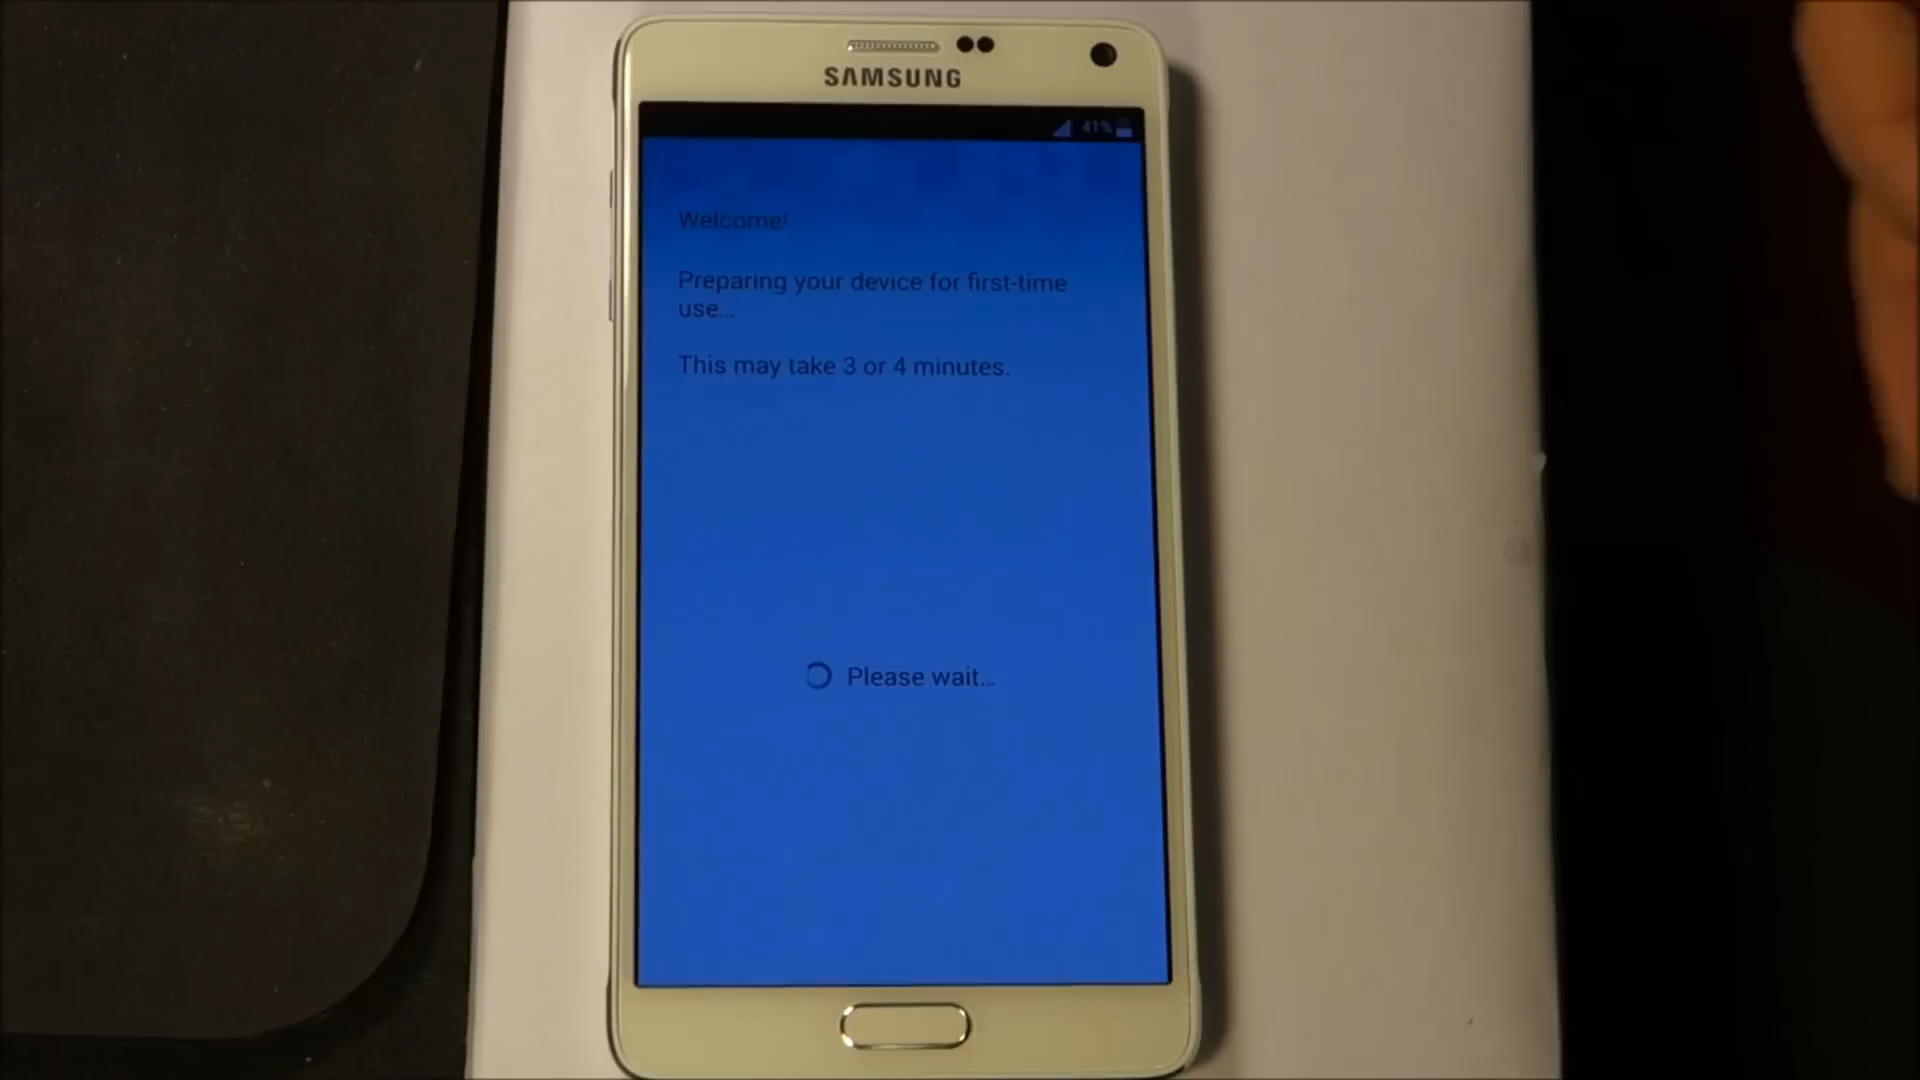 SAMSUNG
41%
Welcome!
Preparing your device for first-time
use...
This may take 3 or 4 minutes.
Please wait...